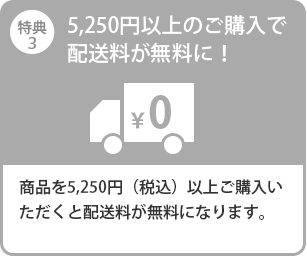 特典
3
5,250円以上のご購入で
配送料が無料に！
¥0
商品を5,250円（税込）以上ご購入い
ただくと配送料が無料になります。